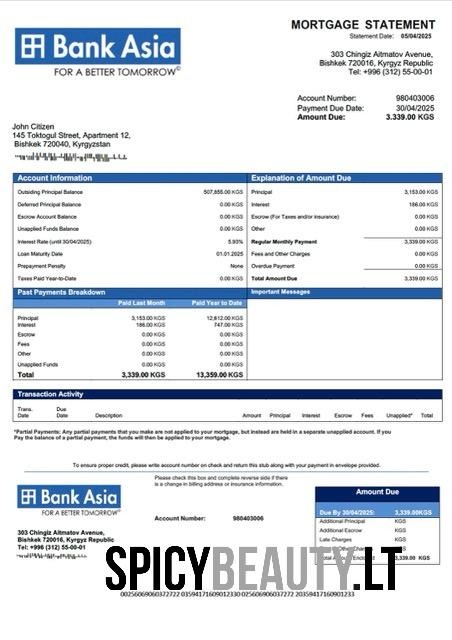 MORTGAGE STATEMENT
Statement Date: 05/04/2025
Bank Asia
FOR A BETTER TOMORROW©
303 Chingiz Aitmatov Avenue,
Bishkek 720016, Kyrgyz Republic
Tel: +996 (312) 55-00-01
Account Number: 980403006
Payment Due Date: 30/04/2025
Amount Due: 3.339.00 KGS
John Citizen
145 Toktogul Street, Apartment 12,
Bishkek 720040, Kyrgyzstan
Account Information
Outsiding Principal Balance 507,655.00 KGS
Deferred Principal Balance 0.00 KGS
Escrow Account Balance 0.00 KGS
Unapplied Funds Balance 0.00 KGS
Interest Rate (until 30/04/2025) 5.93%
Loan Maturity Date 01.01.2025
Prepayment Penalty None
Taxes Paid Year-to-Date 0.00 KGS
Explanation of Amount Due
Principal 3,153.00 KGS
Interest 186.00 KGS
Escrow (For Taxes and/or insurance) 0.00 KGS
Other 0.00 KGS
Regular Monthly Payment 3,339.00 KGS
Fees and Other Charges 0.00 KGS
Overdue Payment 0.00 KGS
Total Amount Due 3,339.00 KGS
Past Payments Breakdown
Paid Last Month Paid Year to Date
Principal 3,153.00 KGS 12,612.00 KGS
Interest 186.00 KGS 747.00 KGS
Escrow 0.00 KGS 0.00 KGS
Fees 0.00 KGS 0.00 KGS
Other 0.00 KGS 0.00 KGS
Unapplied Funds 0.00 KGS 0.00 KGS
Total 3,339.00 KGS 13,359.00 KGS
Important Messages
Transaction Activity
Trans. Date Due Date Description Amount Principal Interest Escrow Fees Unapplied* Total
*Partial Payments: Any partial payments that you make are not applied to your mortgage, but instead are held in a separate unapplied account. If you
Pay the balance of a partial payment, the funds will then be applied to your mortgage.
To ensure proper credit, please write account number on check and return this stub along with your payment in envelope provided.
Bank Asia
FOR A BETTER TOMORROW©
303 Chingiz Aitmatov Avenue,
Bishkek 720016, Kyrgyz Republic
Tel: +996 (312) 55-00-01
Please check this box and complete reverse side if there
is a change in billing address or insurance information.
Account Number: 980403006
Amount Due
Due By 30/04/2025: 3,339.00KGS
Additional Principal KGS
Additional Escrow KGS
Late Charges KGS
KGS
3,339.00 KGS
SPICYBEAUTY.LT